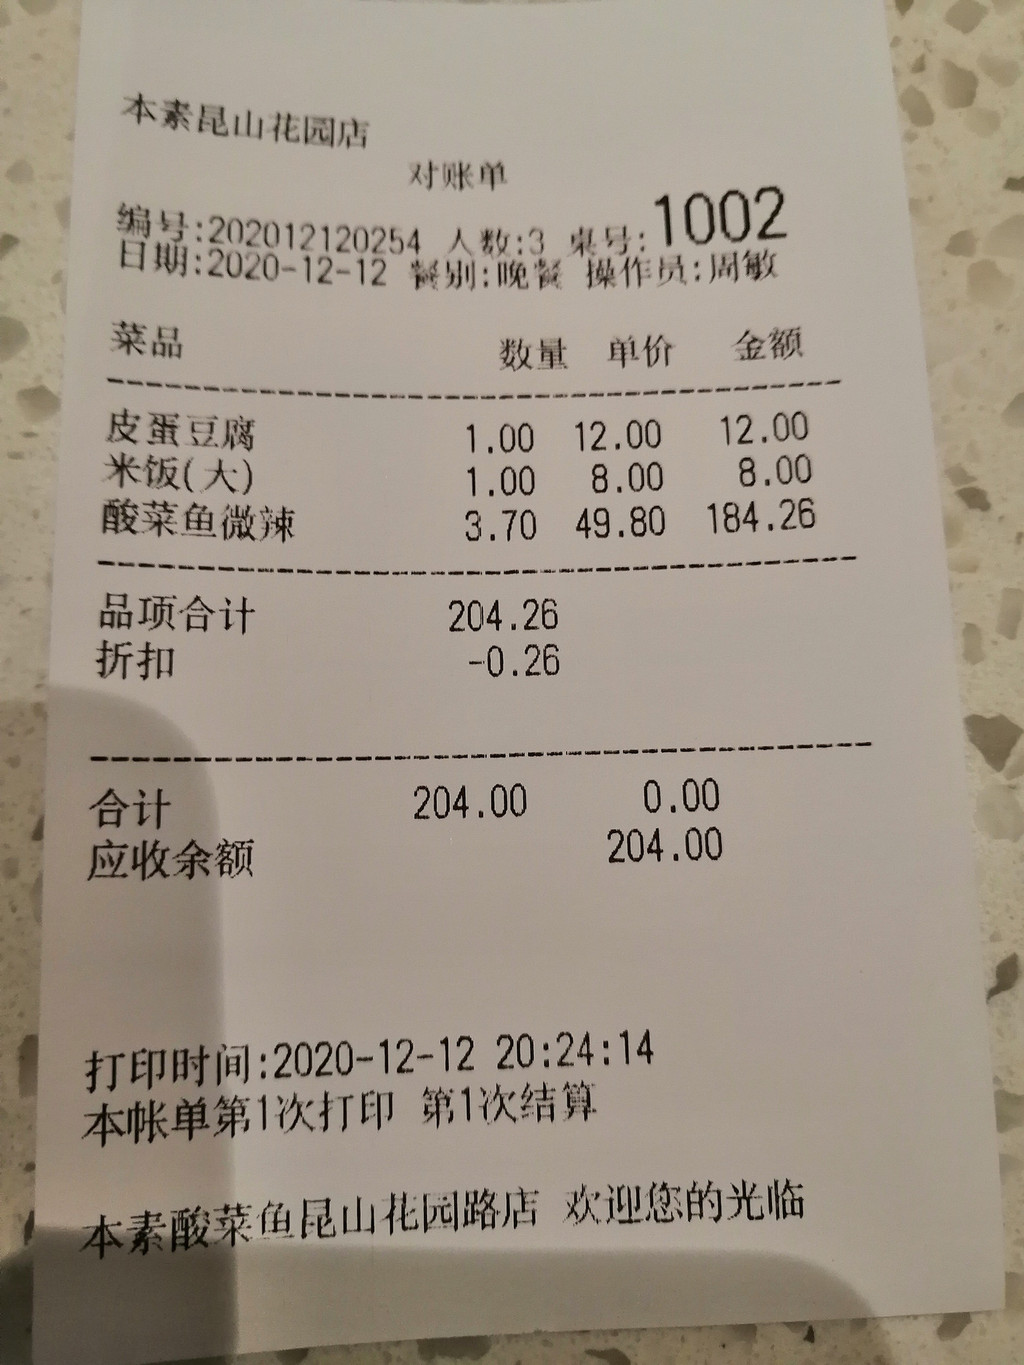 本素昆山花园店
对账单
编号:202012120254 人数:3 桌号:1002
日期:2020-12-12 餐别:晚餐 操作员:周敏
菜品 数量 单价 金额
皮蛋豆腐 1.00 12.00 12.00
米饭(大) 1.00 8.00 8.00
酸菜鱼微辣 3.70 49.80 184.26
品项合计 204.26
折扣 -0.26
合计 204.00 0.00
应收余额 204.00
打印时间:2020-12-12 20:24:14
本帐单第1次打印 第1次结算
本素酸菜鱼昆山花园路店 欢迎您的光临